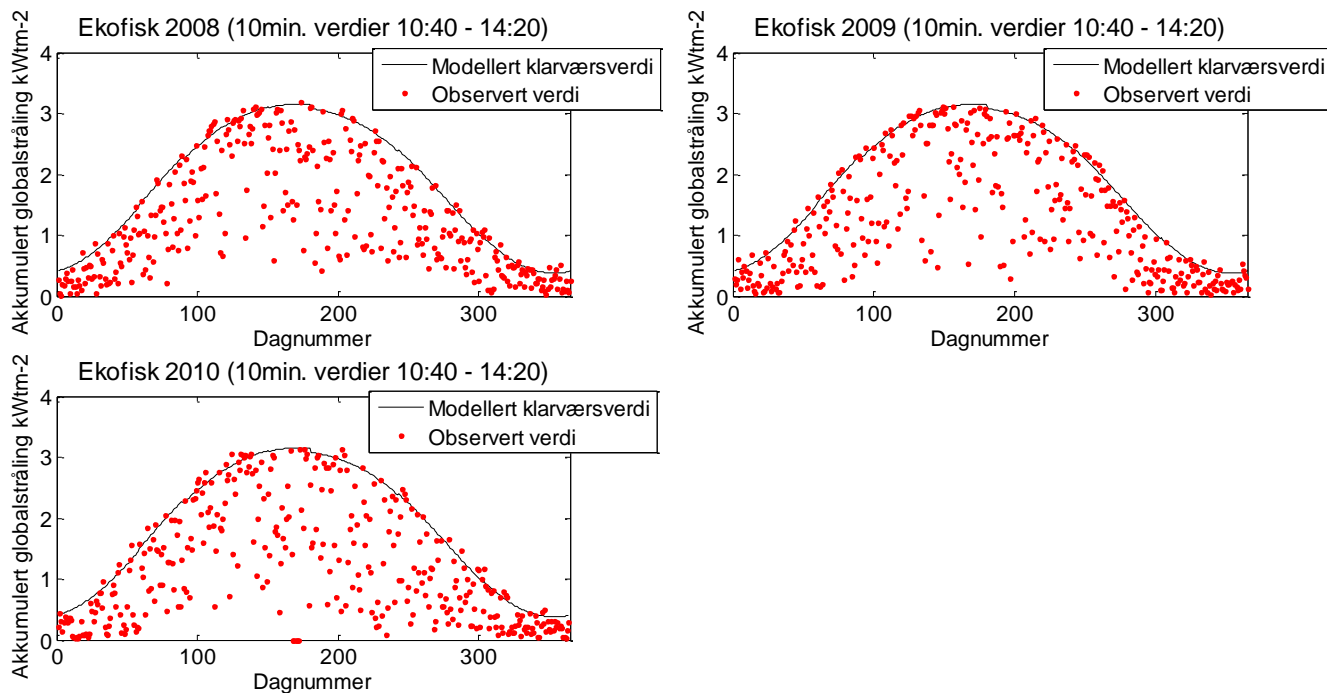 Ekofisk 2008 (10min. verdier 10:40 - 14:20)
Akkumulert globalstråling kWtm-2
4
3
2
1
0
Modellert klarværsverdi
Observert verdi
0
100
200
300
Dagnummer
Ekofisk 2009 (10min. verdier 10:40 - 14:20)
Akkumulert globalstråling kWtm-2
4
3
2
1
0
Modellert klarværsverdi
Observert verdi
0
100
200
300
Dagnummer
Ekofisk 2010 (10min. verdier 10:40 - 14:20)
Akkumulert globalstråling kWtm-2
4
3
2
1
0
Modellert klarværsverdi
Observert verdi
0
100
200
300
Dagnummer